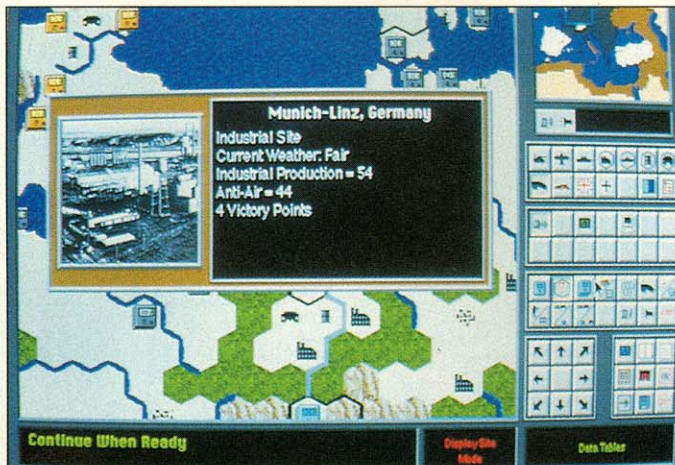 Munich-Linz, Germany
Industrial Site
Current Weather: Fair
Industrial Production = 54
Anti-Air = 44
4 Victory Points
Continue When Ready
Display Site
Mode
Data Tables